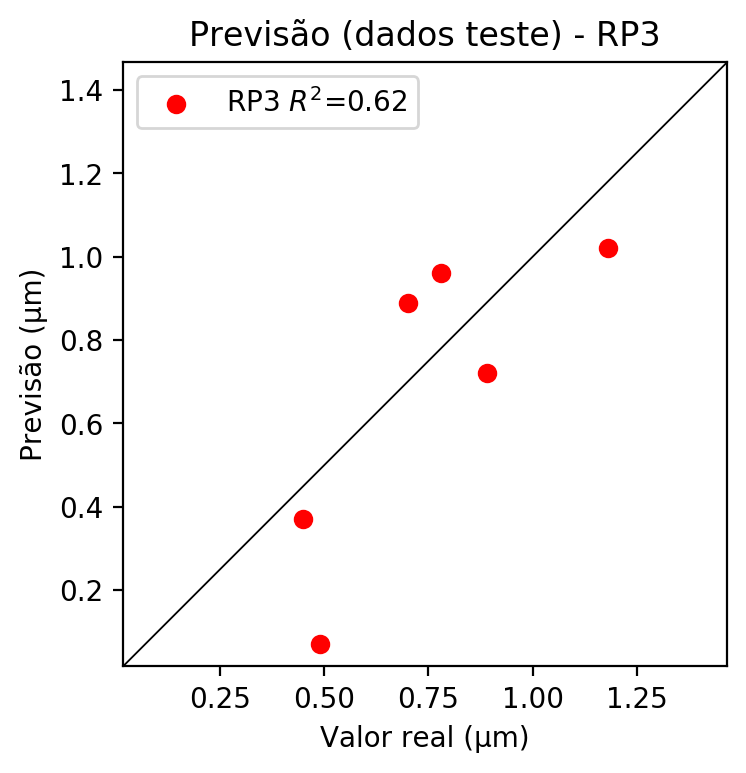 Previsão (dados teste) - RP3
RP3 R²=0.62
Previsão (μm)
1.4
1.2
1.0
0.8
0.6
0.4
0.2
0.25 0.50 0.75 1.00 1.25
Valor real (μm)